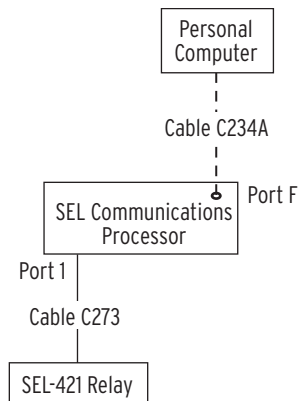 Personal
Computer
Cable C234A
Port F
SEL Communications
Processor
Port 1
Cable C273
SEL-421 Relay